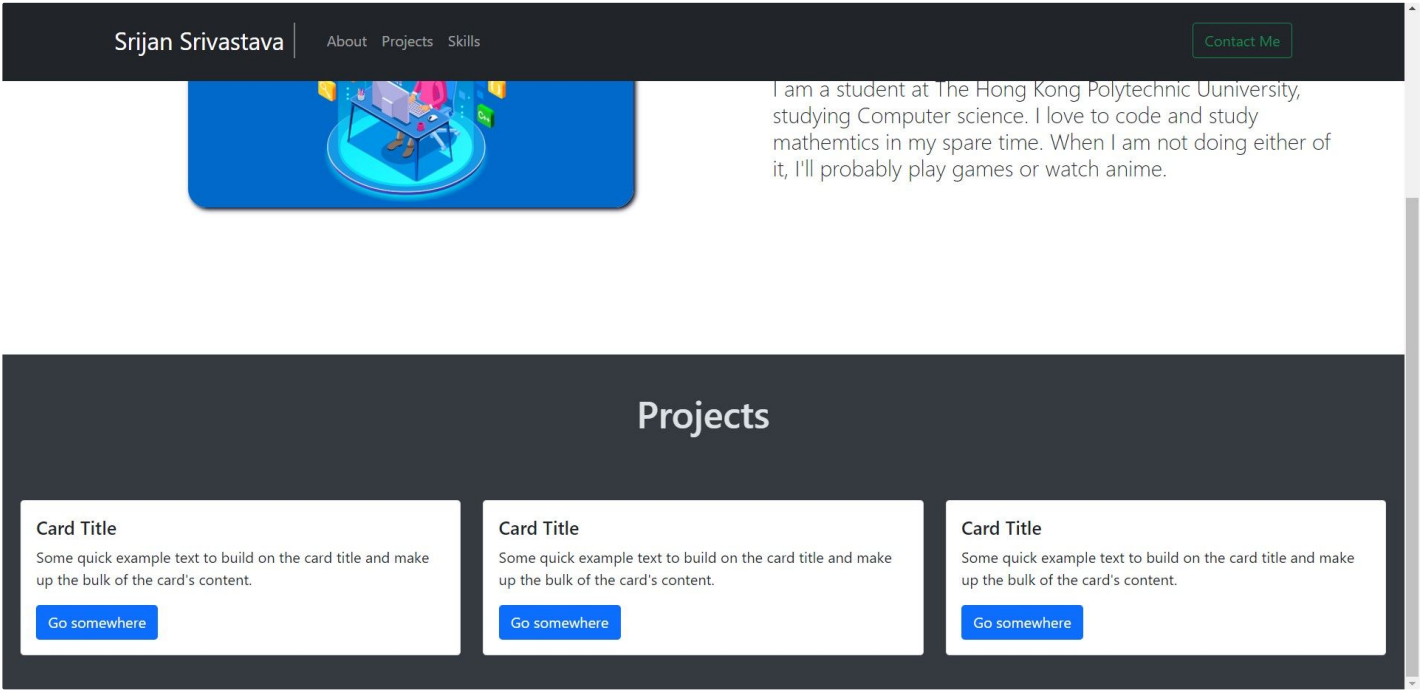 Srijan Srivastava
About Projects Skills
Contact Me
C++
I am a student at The Hong Kong Polytechnic Uuniversity,
studying Computer science. I love to code and study
mathemtics in my spare time. When I am not doing either of
it, I'll probably play games or watch anime.
Projects
Card Title
Some quick example text to build on the card title and make
up the bulk of the card's content.
Go somewhere
Card Title
Some quick example text to build on the card title and make
up the bulk of the card's content.
Go somewhere
Card Title
Some quick example text to build on the card title and make
up the bulk of the card's content.
Go somewhere